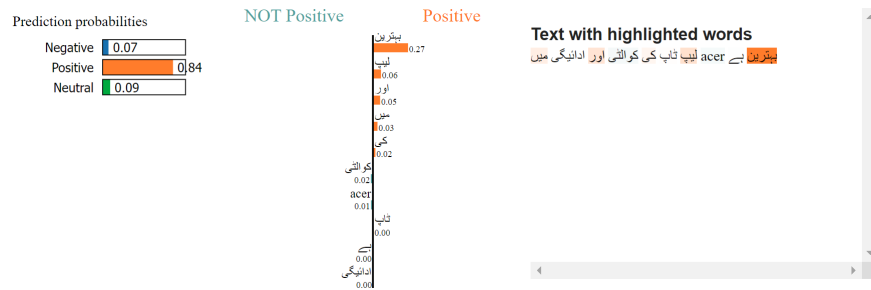 Prediction probabilities
Negative 0.07
Positive 0.84
Neutral 0.09
NOT Positive Positive
بہترین
0.27
لیپ
0.06
اور
0.05
میں
0.03
کی
0.02
کوالٹی
0.02
acer
0.01
ٹاپ
0.00
ہے
0.00
ادائیگی
0.00
Text with highlighted words
لیپ ٹاپ کی کوالٹی اور ادائیگی میں acer بہترین ہے